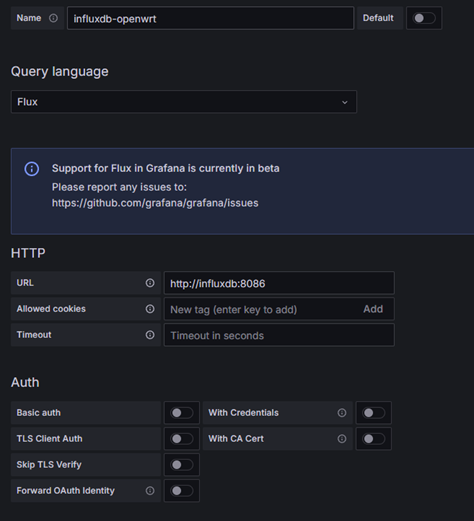 Name
influxdb-openwrt
Default
Query language
Flux
Support for Flux in Grafana is currently in beta
Please report any issues to:
https://github.com/grafana/grafana/issues
HTTP
URL
http://influxdb:8086
Allowed cookies
New tag (enter key to add)
Add
Timeout
Timeout in seconds
Auth
Basic auth
With Credentials
TLS Client Auth
With CA Cert
Skip TLS Verify
Forward OAuth Identity